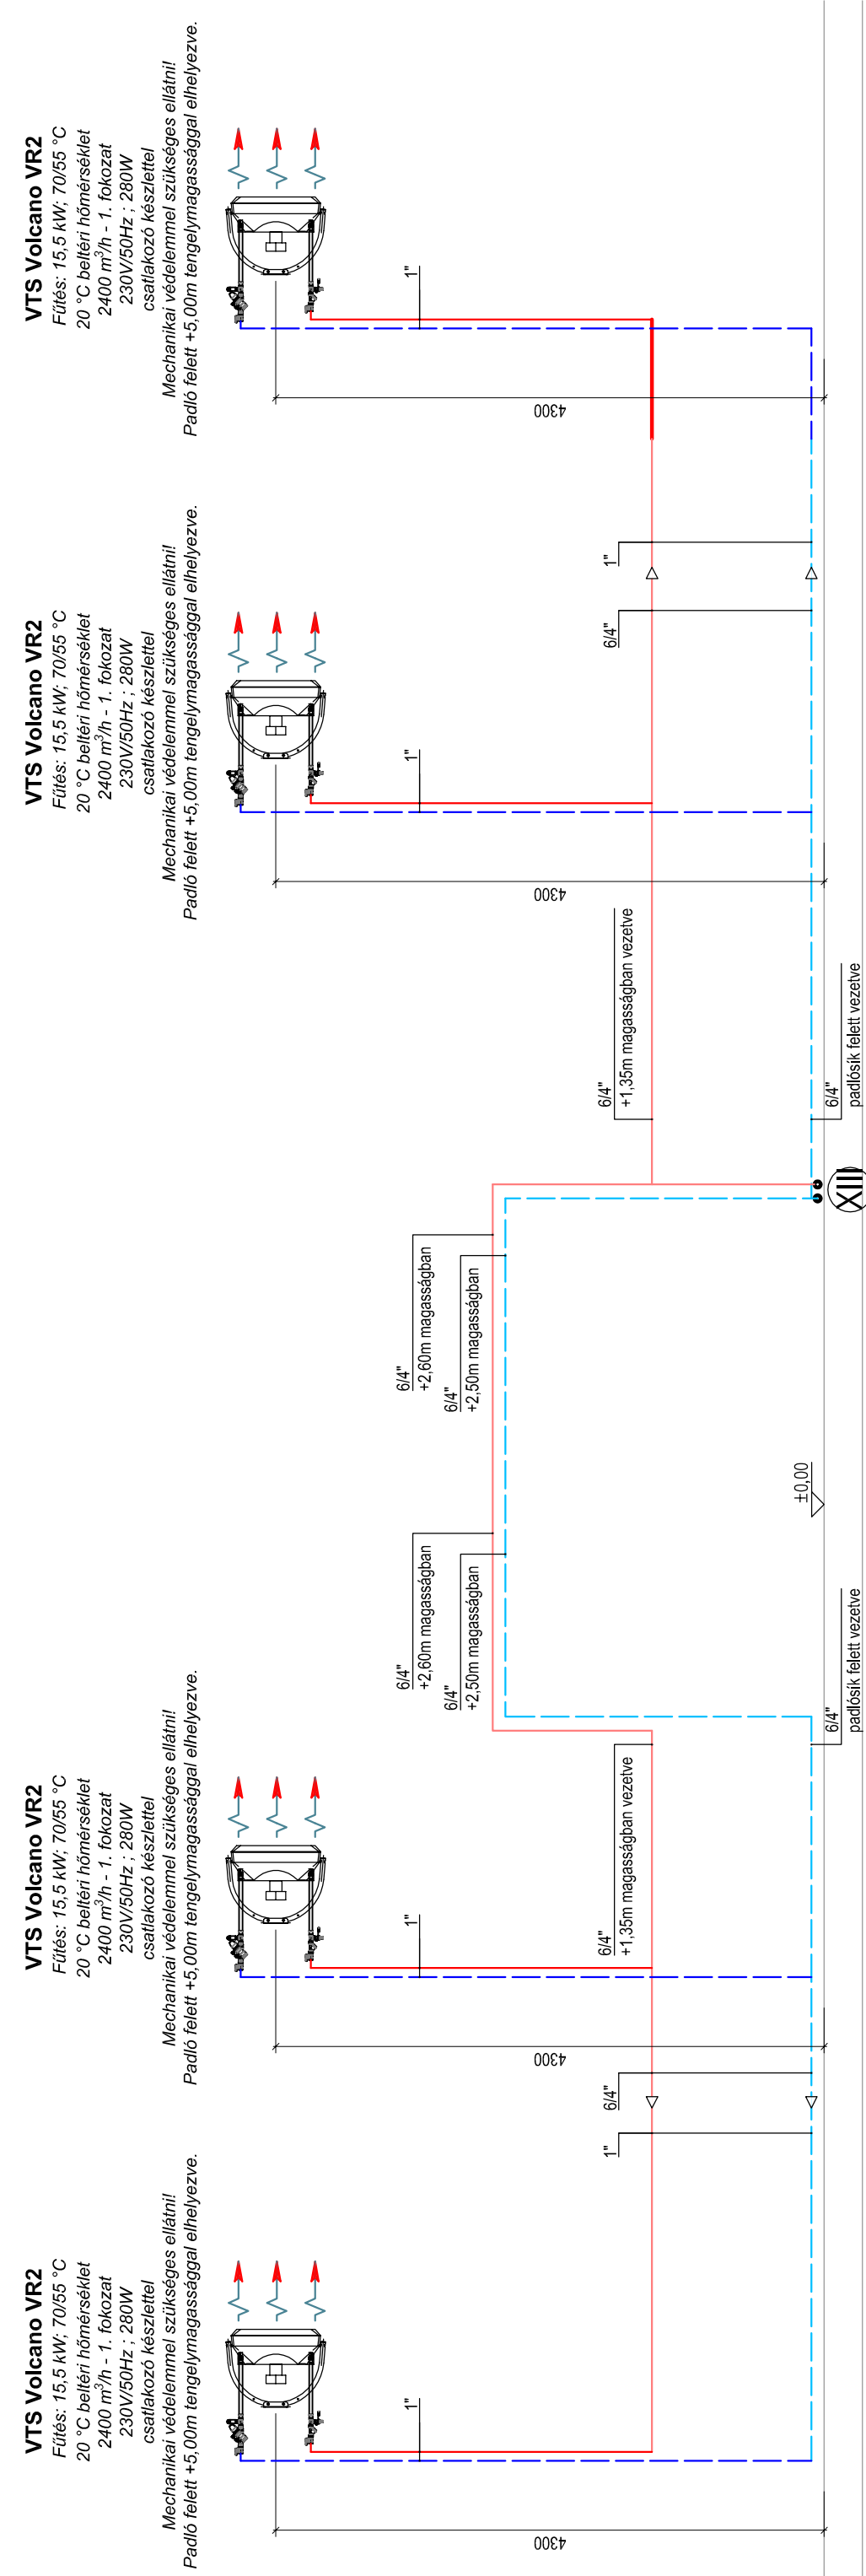 VTS Volcano VR2
Fűtés: 15,5 kW; 70/55 °C
20 °C beltéri hőmérséklet
2400 m³/h - 1. fokozat
230V/50Hz ; 280W
csatlakozó készlettel
Mechanikai védelemmel szükséges ellátni!
Padló felett +5,00m tengelymagassággal elhelyezve.
VTS Volcano VR2
Fűtés: 15,5 kW; 70/55 °C
20 °C beltéri hőmérséklet
2400 m³/h - 1. fokozat
230V/50Hz ; 280W
csatlakozó készlettel
Mechanikai védelemmel szükséges ellátni!
Padló felett +5,00m tengelymagassággal elhelyezve.
VTS Volcano VR2
Fűtés: 15,5 kW; 70/55 °C
20 °C beltéri hőmérséklet
2400 m³/h - 1. fokozat
230V/50Hz ; 280W
csatlakozó készlettel
Mechanikai védelemmel szükséges ellátni!
Padló felett +5,00m tengelymagassággal elhelyezve.
VTS Volcano VR2
Fűtés: 15,5 kW; 70/55 °C
20 °C beltéri hőmérséklet
2400 m³/h - 1. fokozat
230V/50Hz ; 280W
csatlakozó készlettel
Mechanikai védelemmel szükséges ellátni!
Padló felett +5,00m tengelymagassággal elhelyezve.
1"
1"
1"
1"
6/4"
+2,60m magasságban
6/4"
+2,60m magasságban
6/4"
+2,50m magasságban
6/4"
+2,50m magasságban
4300
4300
4300
4300
1"
6/4"
6/4"
+1,35m magasságban vezetve
6/4"
+1,35m magasságban vezetve
6/4"
1"
±0,00
6/4"
padlósík felett vezetve
XIII
6/4"
padlósík felett vezetve